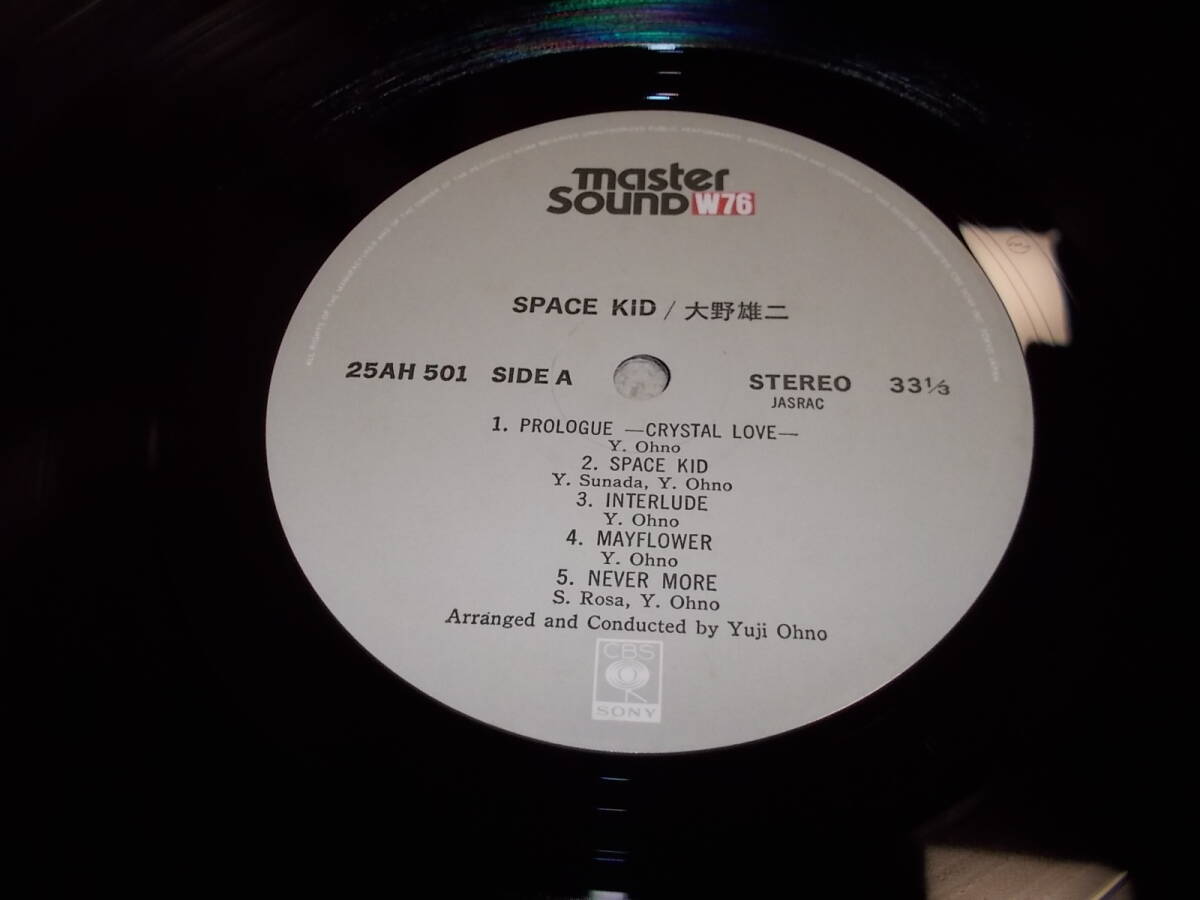 master
SOUND W76
SPACE KID / 大野雄二
25AH 501 SIDE A
STEREO 33⅓
JASRAC
1. PROLOGUE —CRYSTAL LOVE—
Y. Ohno
2. SPACE KID
Y. Sunada, Y. Ohno
3. INTERLUDE
Y. Ohno
4. MAYFLOWER
Y. Ohno
5. NEVER MORE
S. Rosa, Y. Ohno
Arranged and Conducted by Yuji Ohno
CBS
SONY